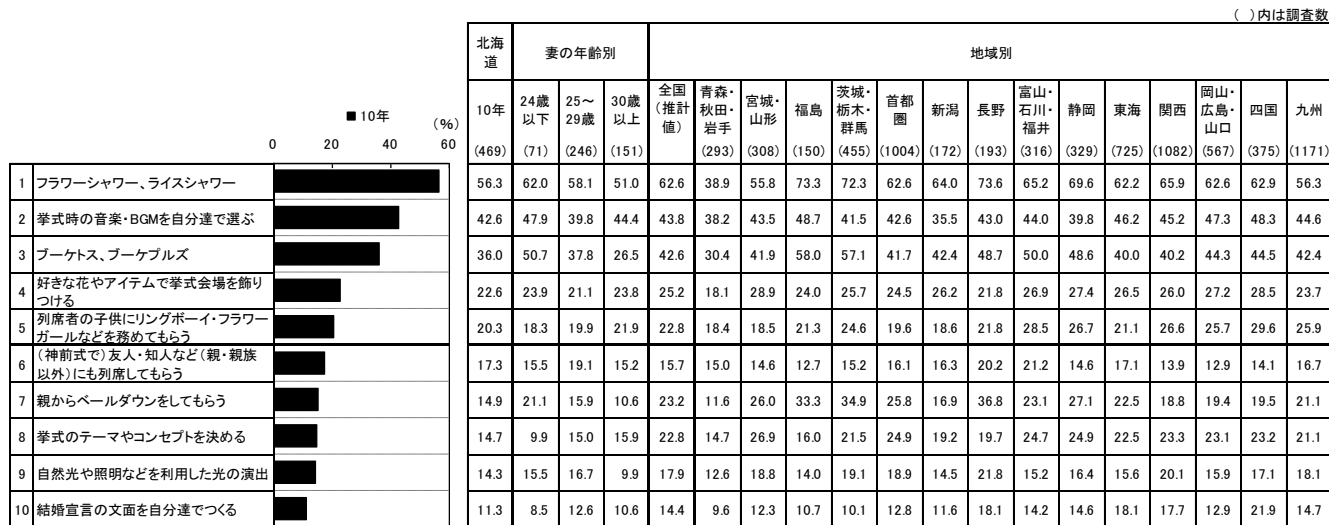 ( )内は調査数
北海道 妻の年齢別 地域別
10年 24歳以下 25～29歳 30歳以上 全国(推計値) 青森・秋田・岩手 宮城・山形 福島 茨城・栃木・群馬 首都圏 新潟 長野 富山・石川・福井 静岡 東海 関西 岡山・広島・山口 四国 九州
■10年 (%)
0 20 40 60
(469) (71) (246) (151) (293) (308) (150) (455) (1004) (172) (193) (316) (329) (725) (1082) (567) (375) (1171)
1 フラワーシャワー、ライスシャワー 56.3 62.0 58.1 51.0 62.6 38.9 55.8 73.3 72.3 62.6 64.0 73.6 65.2 69.6 62.2 65.9 62.6 62.9 56.3
2 挙式時の音楽・BGMを自分達で選ぶ 42.6 47.9 39.8 44.4 43.8 38.2 43.5 48.7 41.5 42.6 35.5 43.0 44.0 39.8 46.2 45.2 47.3 48.3 44.6
3 ブーケトス、ブーケプルズ 36.0 50.7 37.8 26.5 42.6 30.4 41.9 58.0 57.1 41.7 42.4 48.7 50.0 48.6 40.0 40.2 44.3 44.5 42.4
4 好きな花やアイテムで挙式会場を飾り
つける 22.6 23.9 21.1 23.8 25.2 18.1 28.9 24.0 25.7 24.5 26.2 21.8 26.9 27.4 26.5 26.0 27.2 28.5 23.7
5 列席者の子供にリングボーイ・フラワー
ガールなどを務めてもらう 20.3 18.3 19.9 21.9 22.8 18.4 18.5 21.3 24.6 19.6 18.6 21.8 28.5 26.7 21.1 26.6 25.7 29.6 25.9
6 (神前式で)友人・知人など(親・親族
以外)にも列席してもらう 17.3 15.5 19.1 15.2 15.7 15.0 14.6 12.7 15.2 16.1 16.3 20.2 21.2 14.6 17.1 13.9 12.9 14.1 16.7
7 親からベールダウンをしてもらう 14.9 21.1 15.9 10.6 23.2 11.6 26.0 33.3 34.9 25.8 16.9 36.8 23.1 27.1 22.5 18.8 19.4 19.5 21.1
8 挙式のテーマやコンセプトを決める 14.7 9.9 15.0 15.9 22.8 14.7 26.9 16.0 21.5 24.9 19.2 19.7 24.7 24.9 22.5 23.3 23.1 23.2 21.1
9 自然光や照明などを利用した光の演出 14.3 15.5 16.7 9.9 17.9 12.6 18.8 14.0 19.1 18.9 14.5 21.8 15.2 16.4 15.6 20.1 15.9 17.1 18.1
10 結婚宣言の文面を自分達でつくる 11.3 8.5 12.6 10.6 14.4 9.6 12.3 10.7 10.1 12.8 11.6 18.1 14.2 14.6 18.1 17.7 12.9 21.9 14.7